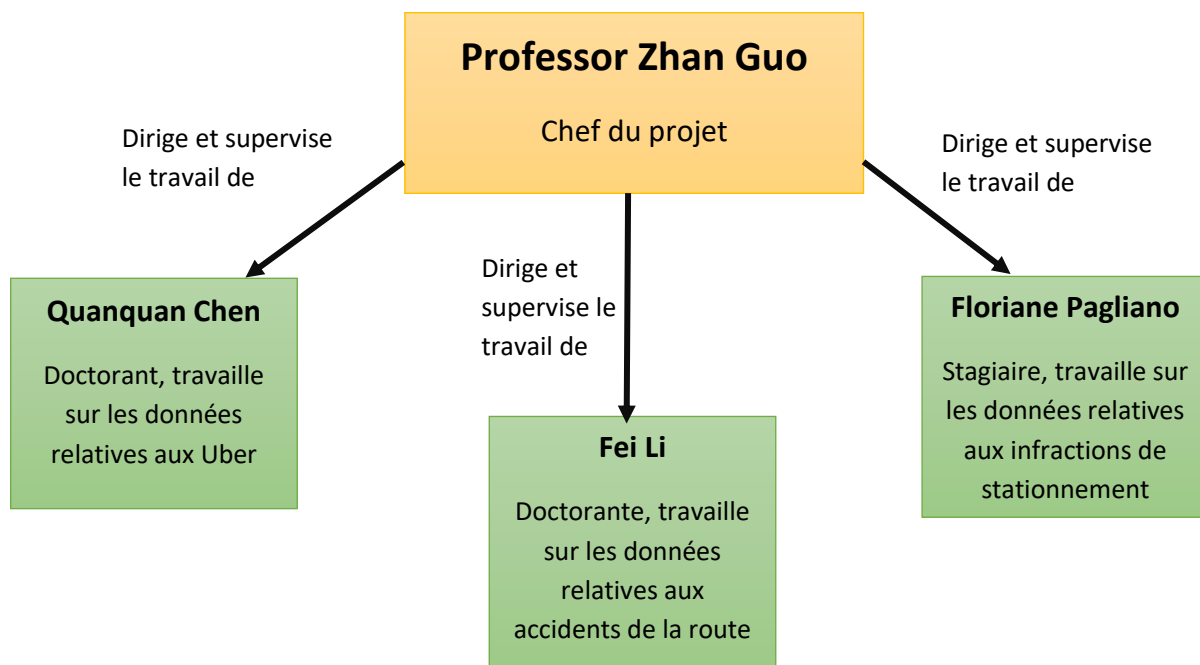 Professor Zhan Guo
Chef du projet
Dirige et supervise
le travail de
Dirige et
supervise le
travail de
Dirige et supervise
le travail de
Quanquan Chen
Doctorant, travaille
sur les données
relatives aux Uber
Fei Li
Doctorante, travaille
sur les données
relatives aux
accidents de la route
Floriane Pagliano
Stagiaire, travaille sur
les données relatives
aux infractions de
stationnement